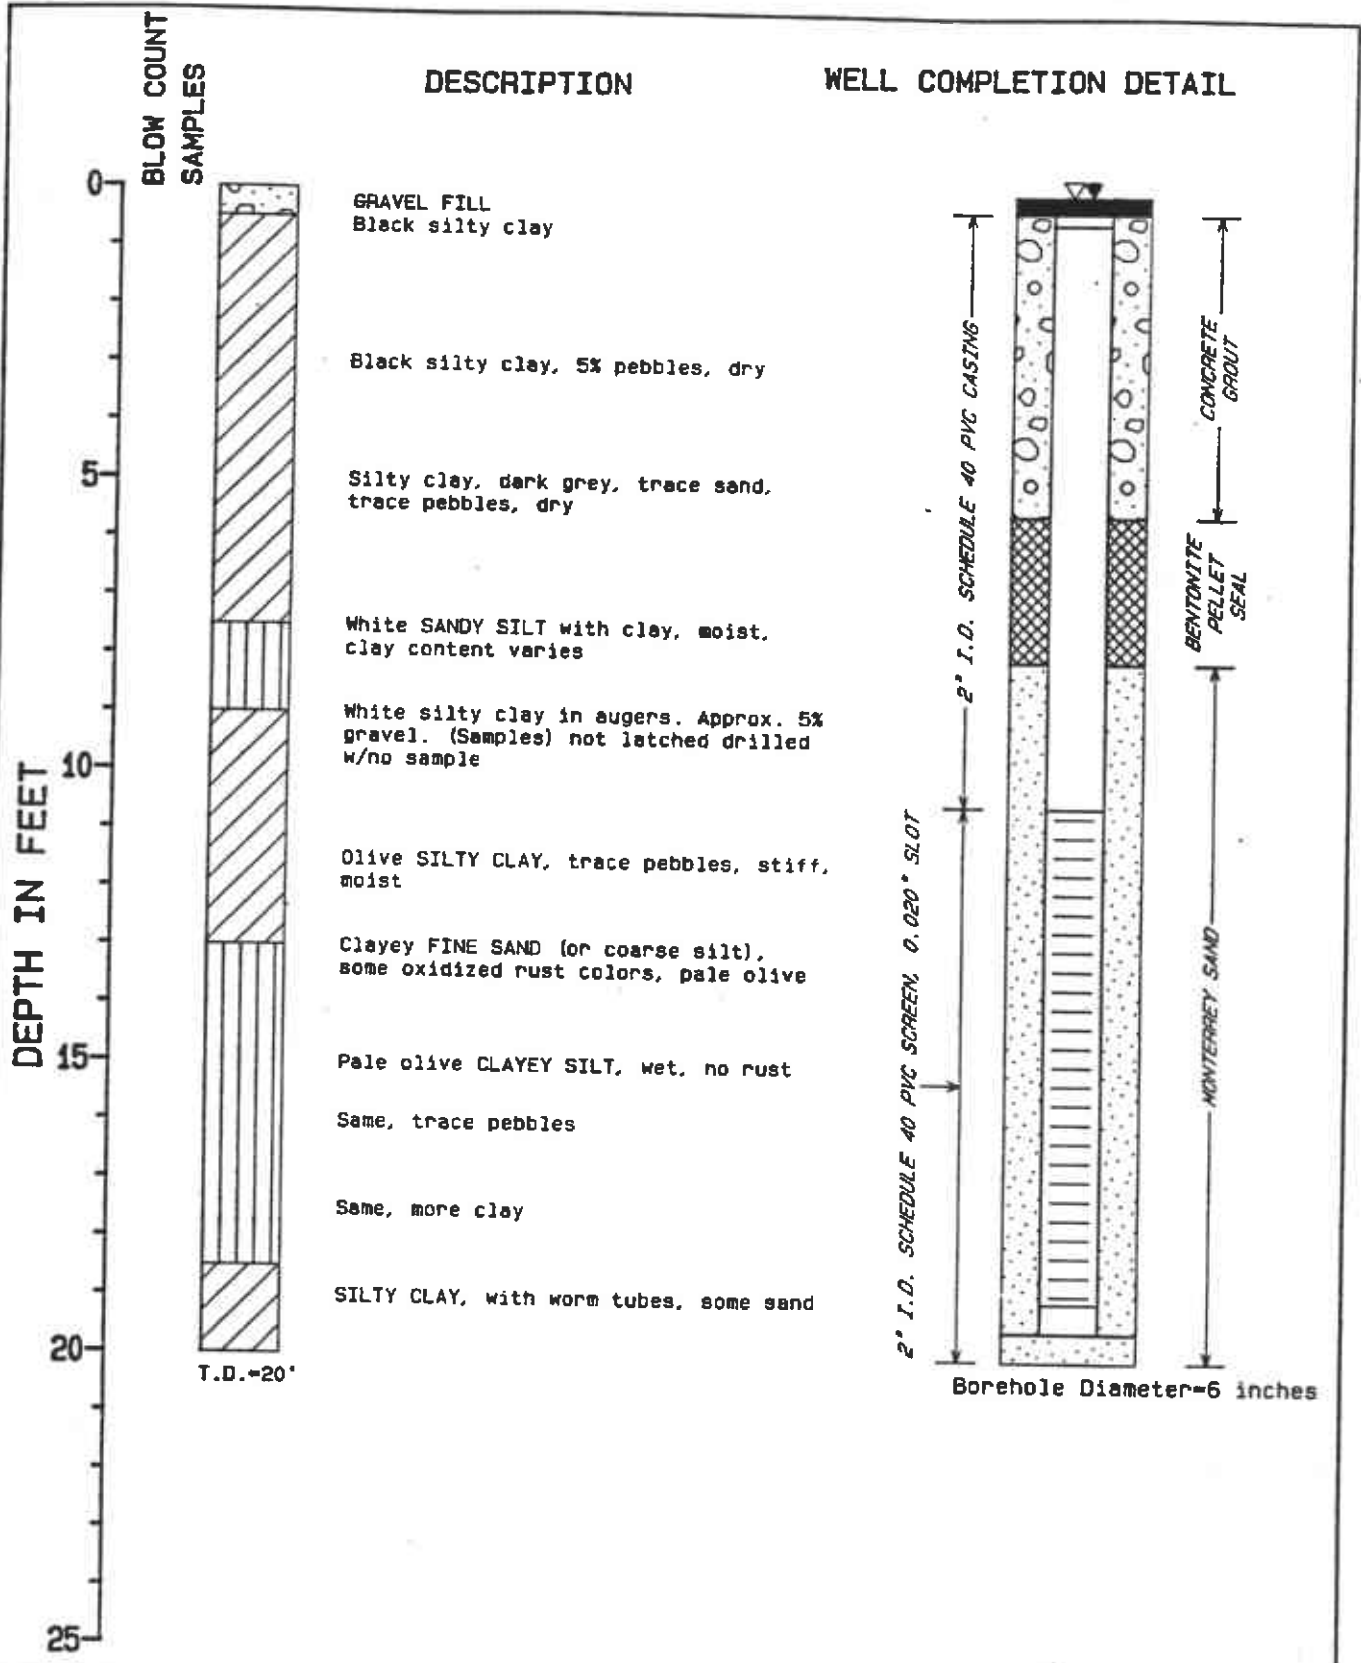 BLOW COUNT
SAMPLES
DESCRIPTION
WELL COMPLETION DETAIL
DEPTH IN FEET
0
5
10
15
20
25
GRAVEL FILL
Black silty clay
Black silty clay, 5% pebbles, dry
Silty clay, dark grey, trace sand,
trace pebbles, dry
White SANDY SILT with clay, moist,
clay content varies
White silty clay in augers. Approx. 5%
gravel. (Samples) not latched drilled
w/no sample
Olive SILTY CLAY, trace pebbles, stiff,
moist
Clayey FINE SAND (or coarse silt),
some oxidized rust colors, pale olive
Pale olive CLAYEY SILT, wet, no rust
Same, trace pebbles
Same, more clay
SILTY CLAY, with worm tubes, some sand
T.D.=20'
2" I.D. SCHEDULE 40 PVC CASING
2" I.D. SCHEDULE 40 PVC SCREEN, 0.020" SLOT
CONCRETE
GROUT
BENTONITE
PELLET
SEAL
MONTERREY SAND
Borehole Diameter=6 inches